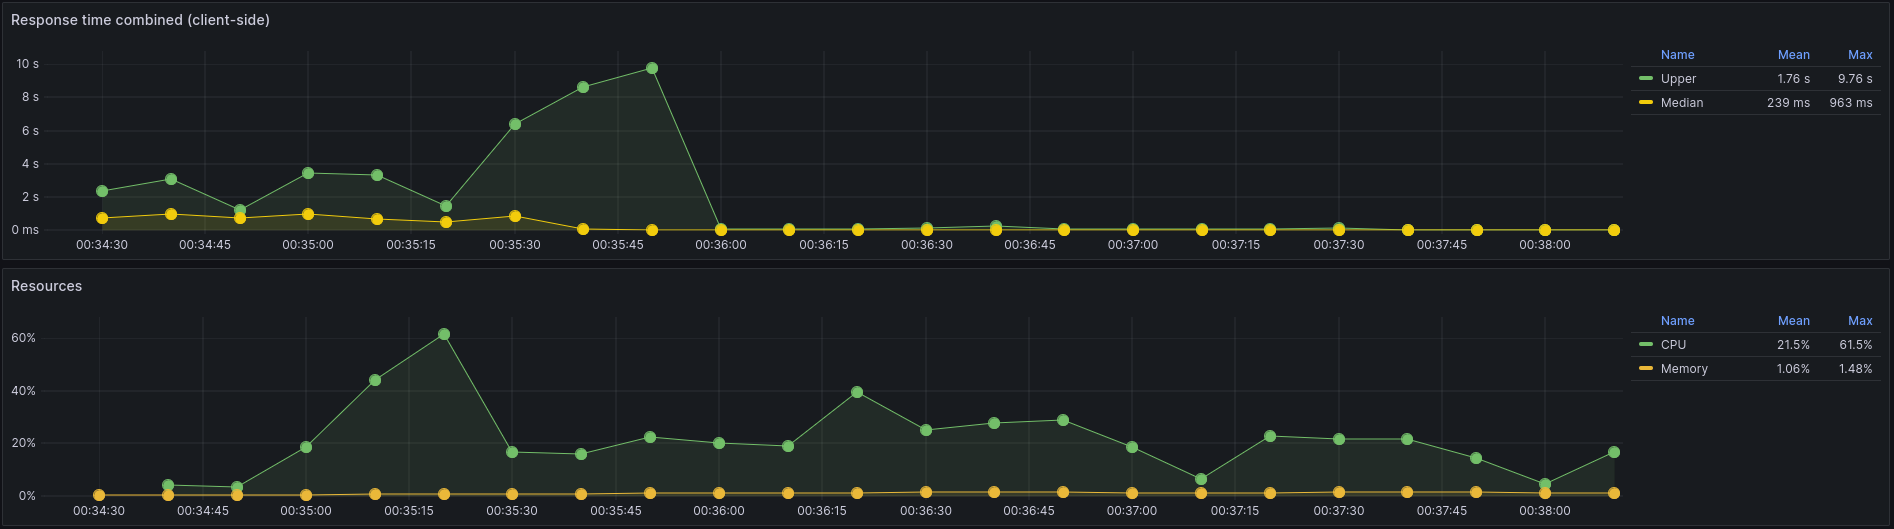 Response time combined (client-side)
Name Mean Max
Upper 1.76 s 9.76 s
Median 239 ms 963 ms
10 s
8 s
6 s
4 s
2 s
0 ms
00:34:30 00:34:45 00:35:00 00:35:15 00:35:30 00:35:45 00:36:00 00:36:15 00:36:30 00:36:45 00:37:00 00:37:15 00:37:30 00:37:45 00:38:00
Resources
Name Mean Max
CPU 21.5% 61.5%
Memory 1.06% 1.48%
60%
40%
20%
0%
00:34:30 00:34:45 00:35:00 00:35:15 00:35:30 00:35:45 00:36:00 00:36:15 00:36:30 00:36:45 00:37:00 00:37:15 00:37:30 00:37:45 00:38:00